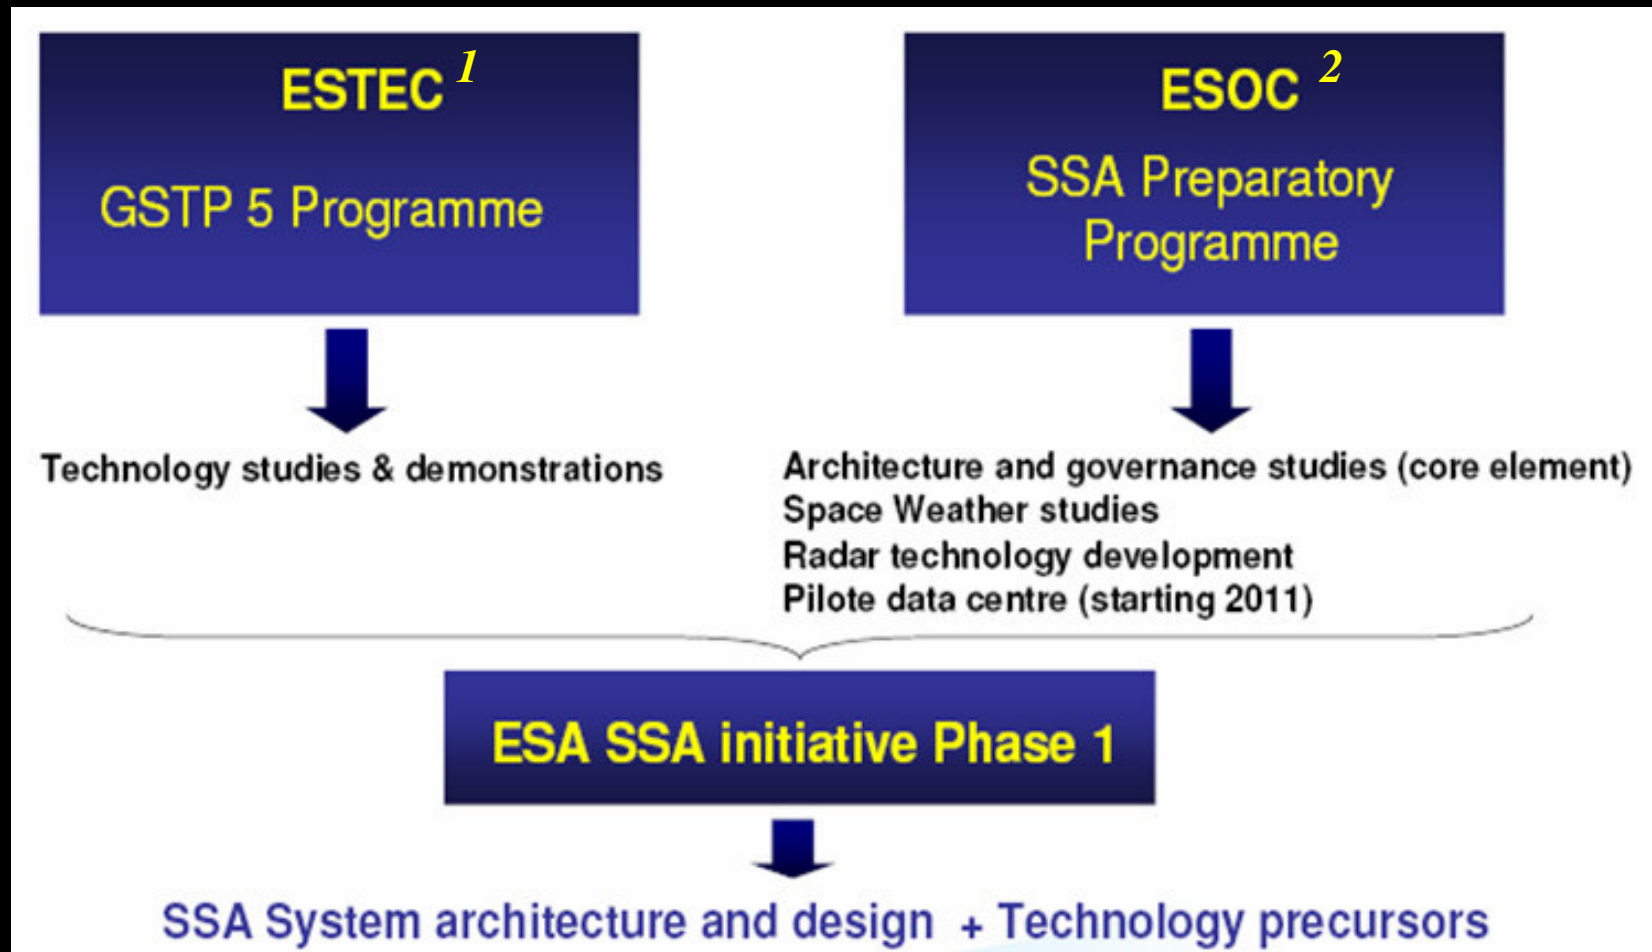 ESTEC 1
GSTP 5 Programme
ESOC 2
SSA Preparatory
Programme
Technology studies & demonstrations
Architecture and governance studies (core element)
Space Weather studies
Radar technology development
Pilote data centre (starting 2011)
ESA SSA initiative Phase 1
SSA System architecture and design + Technology precursors